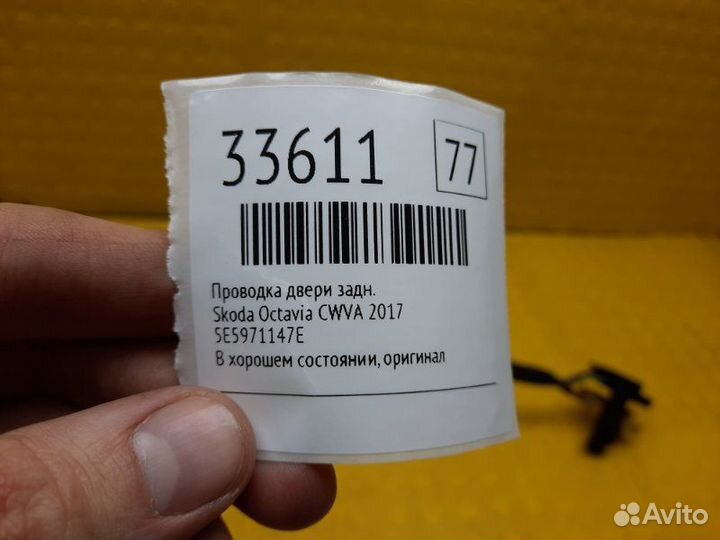 33611
77
Проводка двери задн.
Skoda Octavia CWVA 2017
5E5971147E
В хорошем состоянии, оригинал
Avito